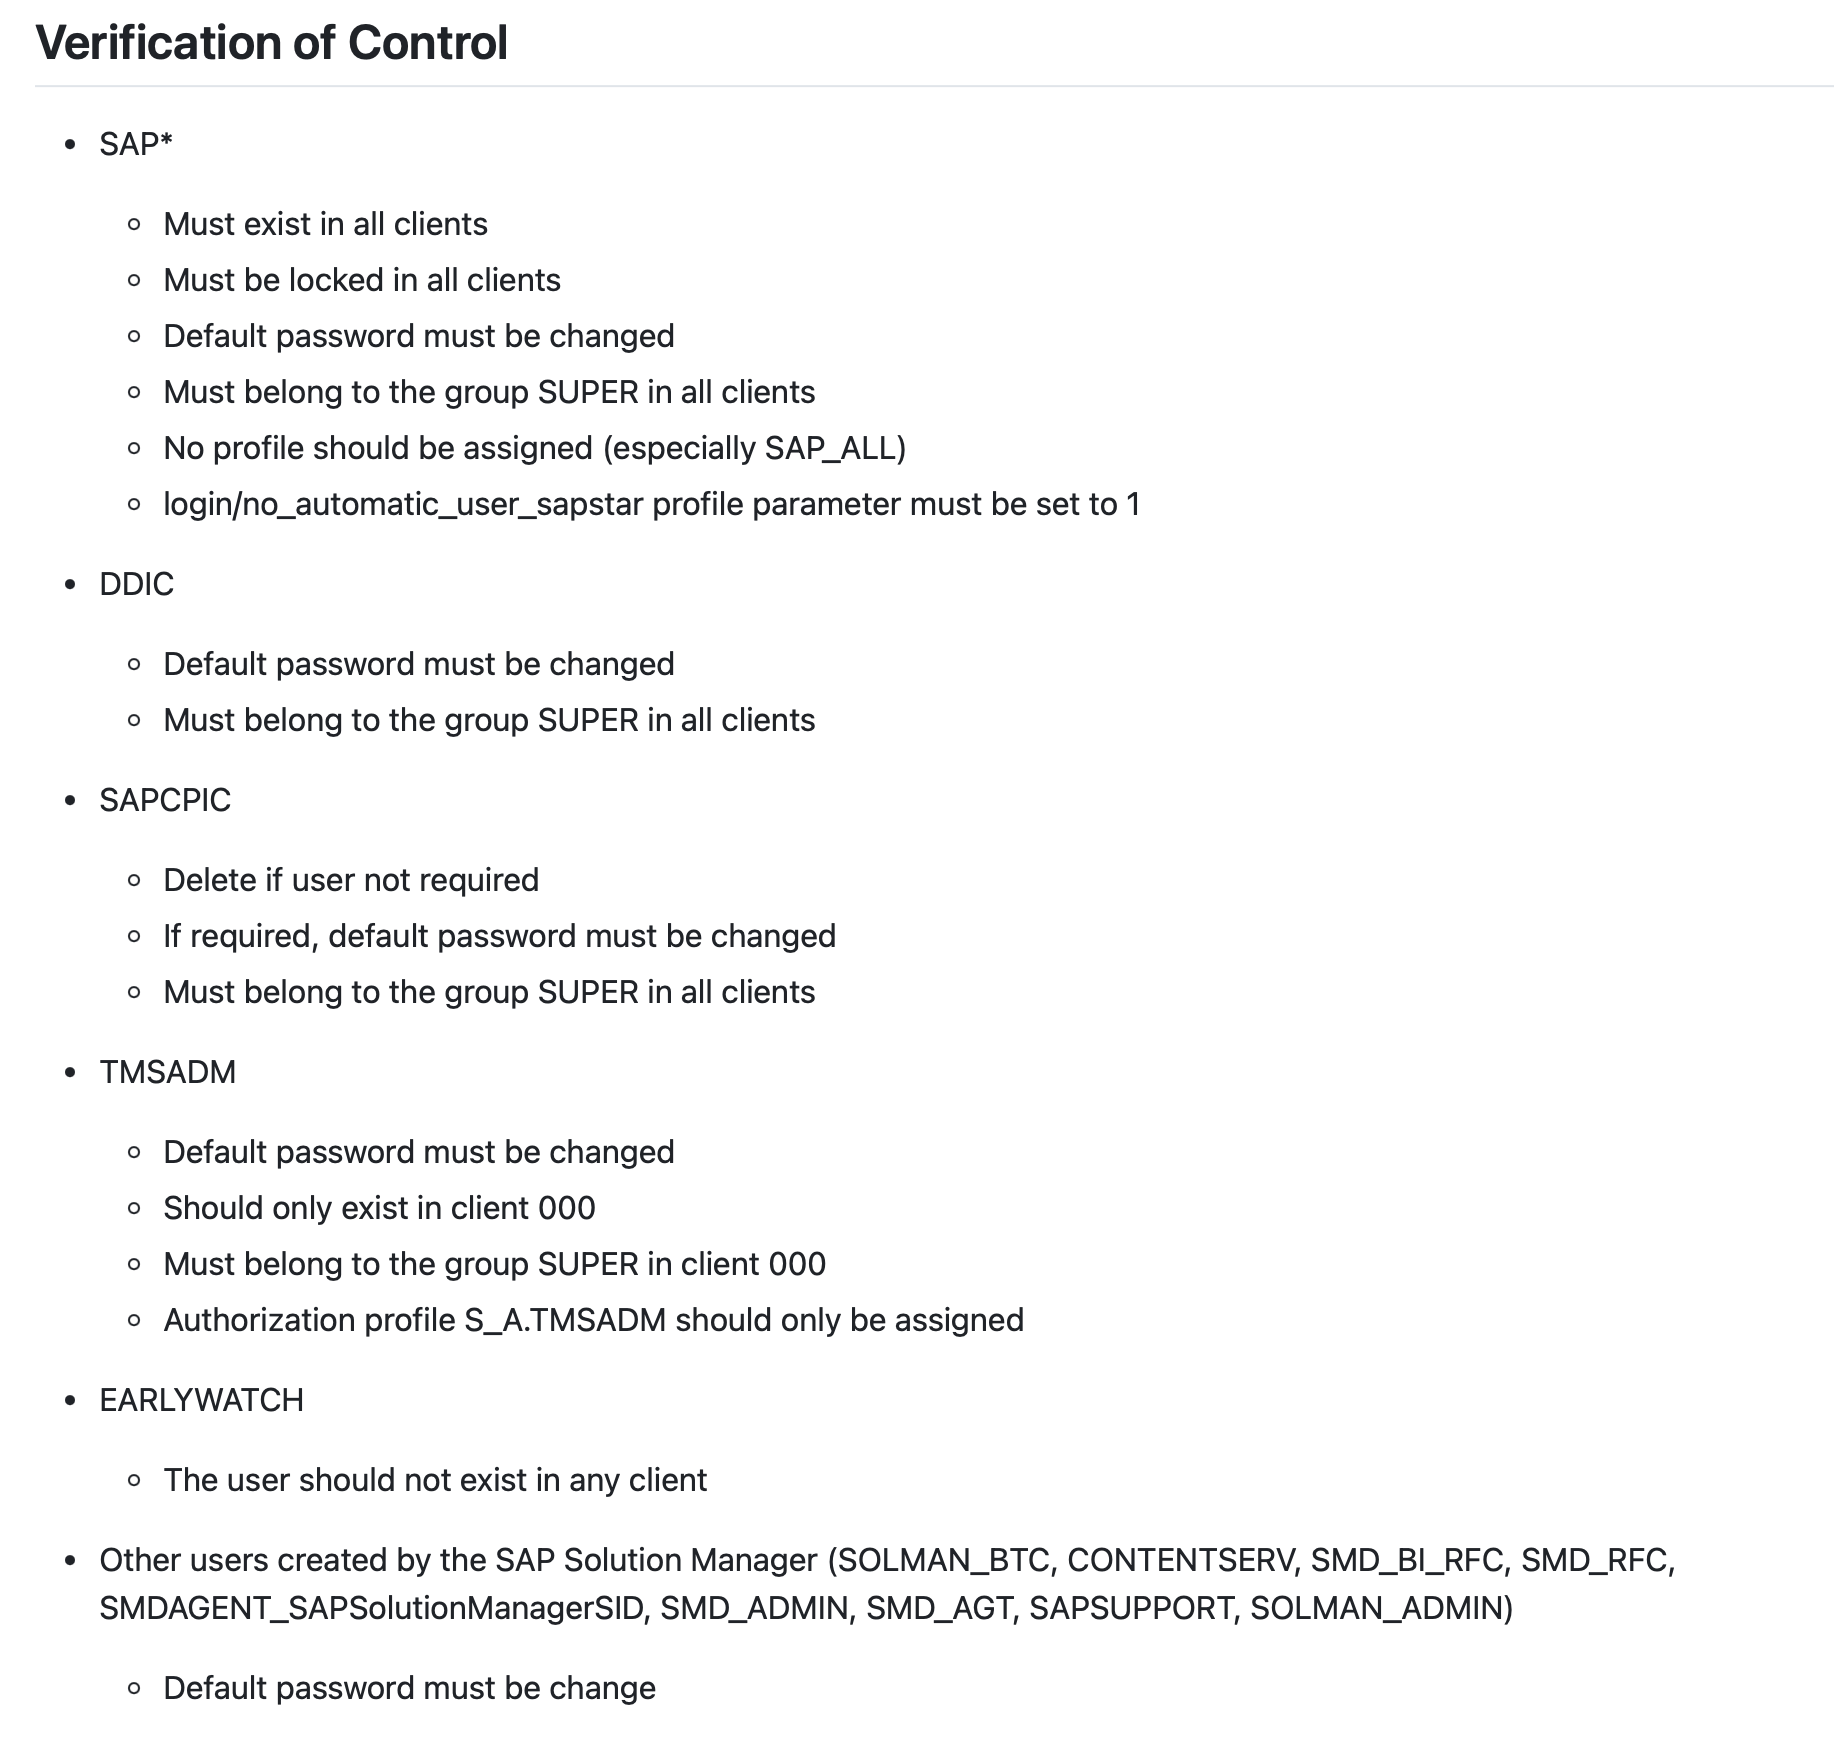 Verification of Control
SAP*
Must exist in all clients
Must be locked in all clients
Default password must be changed
Must belong to the group SUPER in all clients
No profile should be assigned (especially SAP_ALL)
login/no_automatic_user_sapstar profile parameter must be set to 1
DDIC
Default password must be changed
Must belong to the group SUPER in all clients
SAPCPIC
Delete if user not required
If required, default password must be changed
Must belong to the group SUPER in all clients
TMSADM
Default password must be changed
Should only exist in client 000
Must belong to the group SUPER in client 000
Authorization profile S_A.TMSADM should only be assigned
EARLYWATCH
The user should not exist in any client
Other users created by the SAP Solution Manager (SOLMAN_BTC, CONTENTSERV, SMD_BI_RFC, SMD_RFC,
SMDAGENT_SAPSolutionManagerSID, SMD_ADMIN, SMD_AGT, SAPSUPPORT, SOLMAN_ADMIN)
Default password must be change